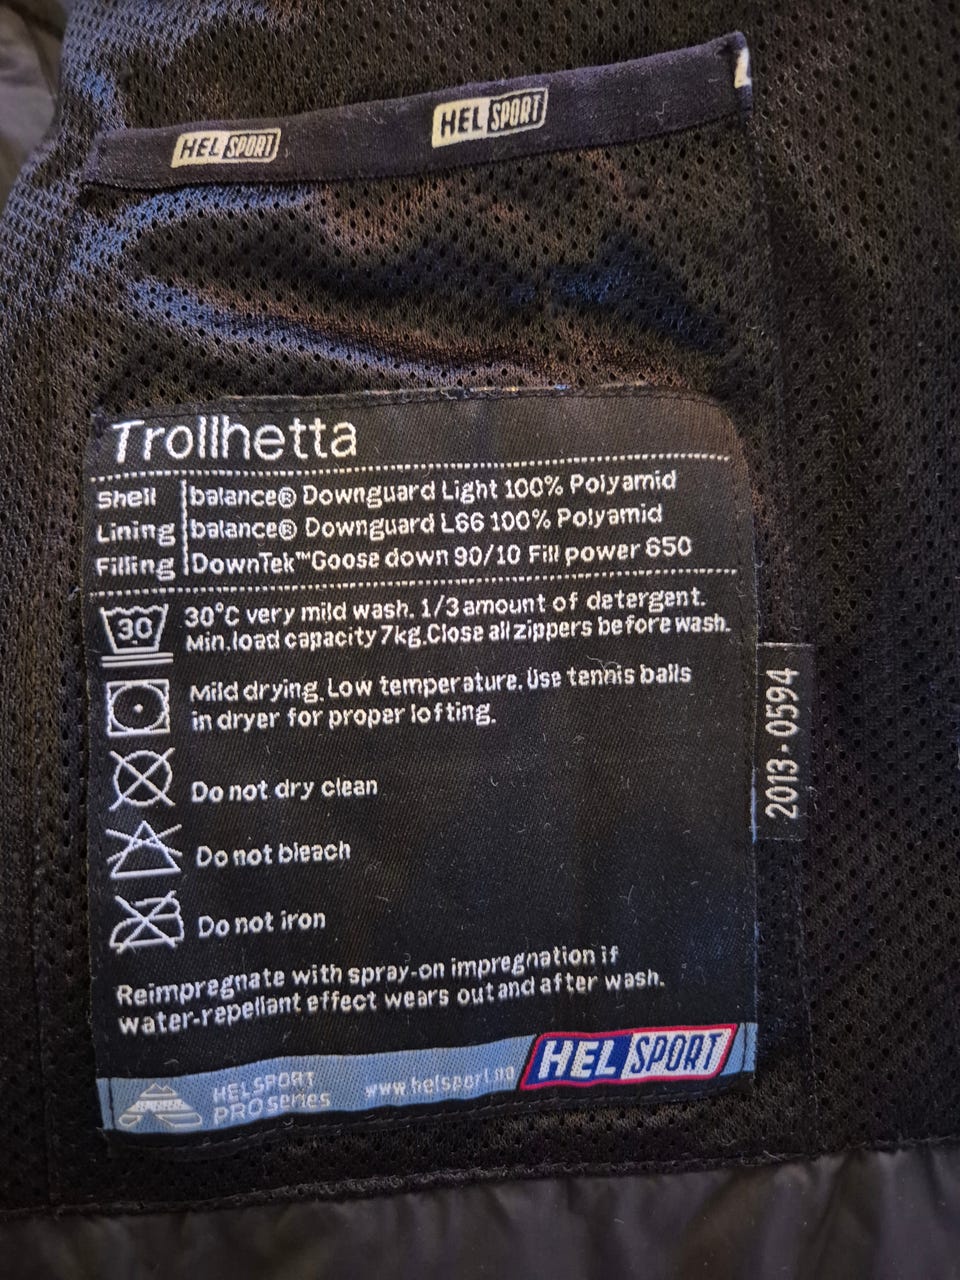 HEL SPORT
HEL SPORT
Trollhetta
Shell balance® Downguard Light 100% Polyamid
Lining balance® Downguard L66 100% Polyamid
Filling DownTek™Goose down 90/10 Fill power 650
30 30°C very mild wash. 1/3 amount of detergent.
Min.load capacity 7kg.Close all zippers before wash.
Mild drying. Low temperature. Use tennis balls
in dryer for proper lofting.
Do not dry clean
Do not bleach
Do not iron
Reimpregnate with spray-on impregnation if
water-repellant effect wears out and after wash.
HELSPORT
PRO series
www.helsport.no
HEL SPORT
2013-0594